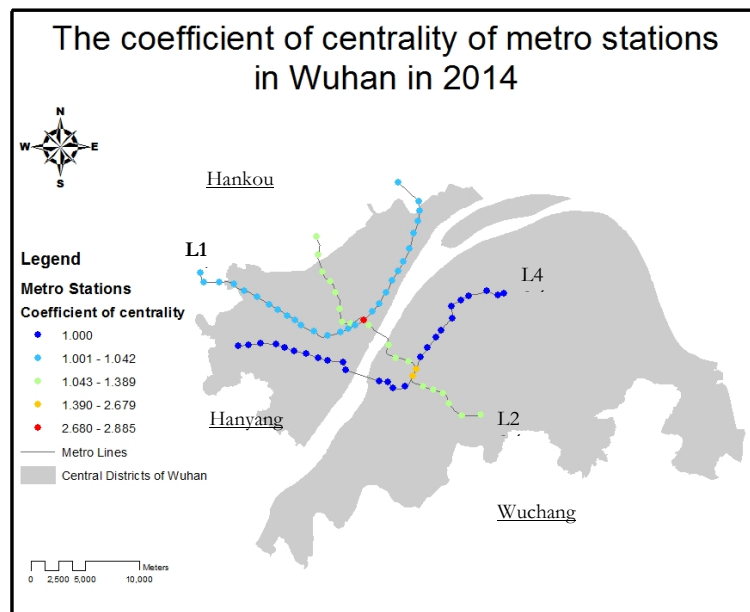 The coefficient of centrality of metro stations
in Wuhan in 2014
N
W E
S
Hankou
L1
L4
Legend
Metro Stations
Coefficient of centrality
1.000
1.001 - 1.042
1.043 - 1.389
1.390 - 2.679
2.680 - 2.885
Metro Lines
Central Districts of Wuhan
Hanyang
L2
Wuchang
Meters
0 2,500 5,000 10,000